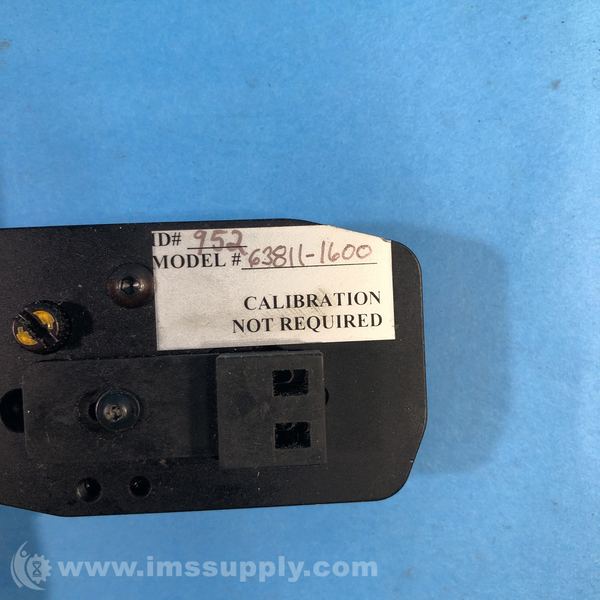 ID# 952
MODEL # 63811-1600
CALIBRATION
NOT REQUIRED
www.imssupply.com